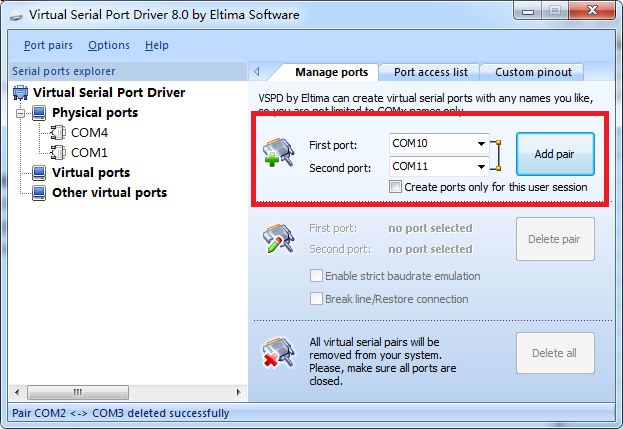 Virtual Serial Port Driver 8.0 by Eltima Software
Port pairs Options Help
Serial ports explorer
Virtual Serial Port Driver
Physical ports
COM4
COM1
Virtual ports
Other virtual ports
Manage ports Port access list Custom pinout
VSPD by Eltima can create virtual serial ports with any names you like,
so you are not limited to COMx names only.
First port: COM10
Second port: COM11
Add pair
Create ports only for this user session
First port: no port selected
Second port: no port selected
Delete pair
Enable strict baudrate emulation
Break line/Restore connection
All virtual serial pairs will be
removed from your system.
Please, make sure all ports are
closed.
Delete all
Pair COM2 <-> COM3 deleted successfully